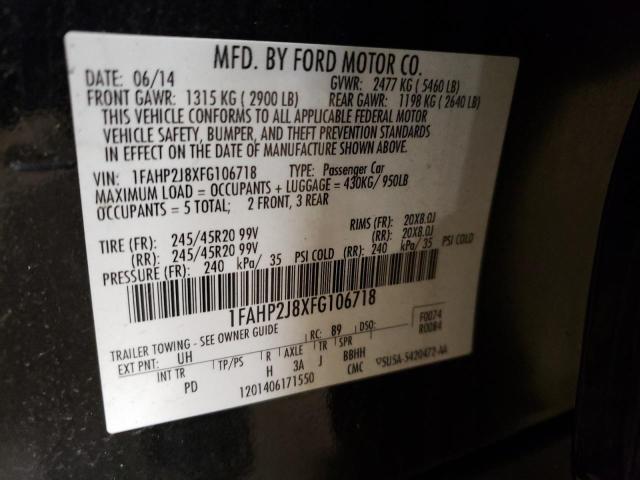 MFD. BY FORD MOTOR CO.
DATE: 06/14 GVWR: 2477 KG ( 5460 LB)
FRONT GAWR: 1315 KG ( 2900 LB) REAR GAWR: 1198 KG ( 2640 LB)
THIS VEHICLE CONFORMS TO ALL APPLICABLE FEDERAL MOTOR
VEHICLE SAFETY, BUMPER, AND THEFT PREVENTION STANDARDS
IN EFFECT ON THE DATE OF MANUFACTURE SHOWN ABOVE.
VIN: 1FAHP2J8XFG106718 TYPE: Passenger Car
MAXIMUM LOAD = OCCUPANTS + LUGGAGE = 430KG/ 950LB
OCCUPANTS = 5 TOTAL; 2 FRONT, 3 REAR
TIRE (FR): 245/45R20 99V RIMS (FR): 20X8.0J
(RR): 245/45R20 99V (RR): 20X8.0J
PRESSURE (FR): 240 kPa/ 35 PSI COLD (RR): 240 kPa/ 35 PSI COLD
1FAHP2J8XFG106718
TRAILER TOWING - SEE OWNER GUIDE F0074
RC: 89 DSO: R0084
EXT PNT: UH
INT TR TP/PS R AXLE TR SPR
PD H 3A J BBHH
1201406171550 CMC
5U5A-5420472-AA